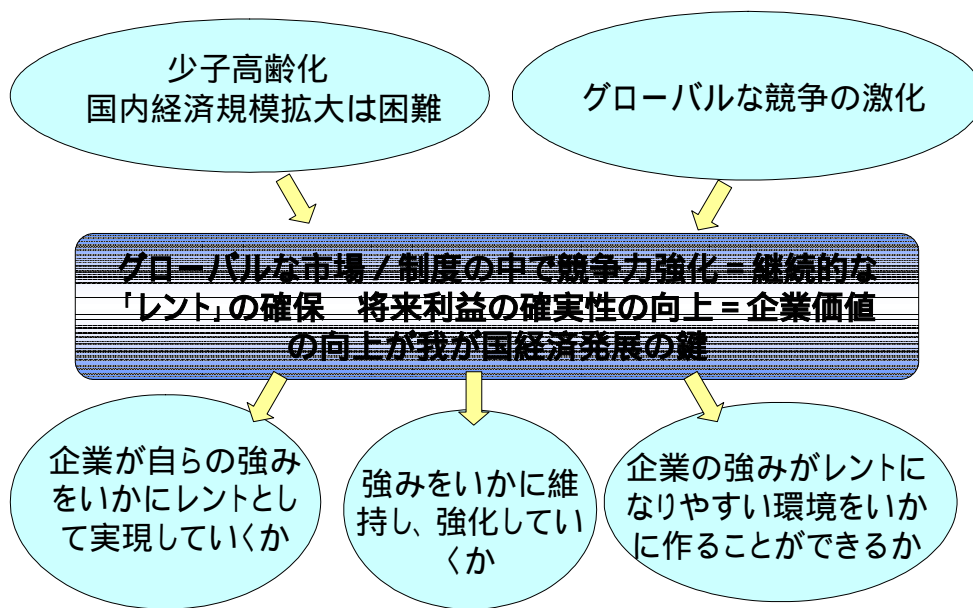 少子高齢化
国内経済規模拡大は困難
グローバルな競争の激化
グローバルな市場/制度の中で競争力強化=継続的な
「レント」の確保　将来利益の確実性の向上=企業価値
の向上が我が国経済発展の鍵
企業が自らの強み
をいかにレントとし
て実現していくか
強みをいかに維
持し、強化してい
くか
企業の強みがレントに
なりやすい環境をいか
に作ることができるか